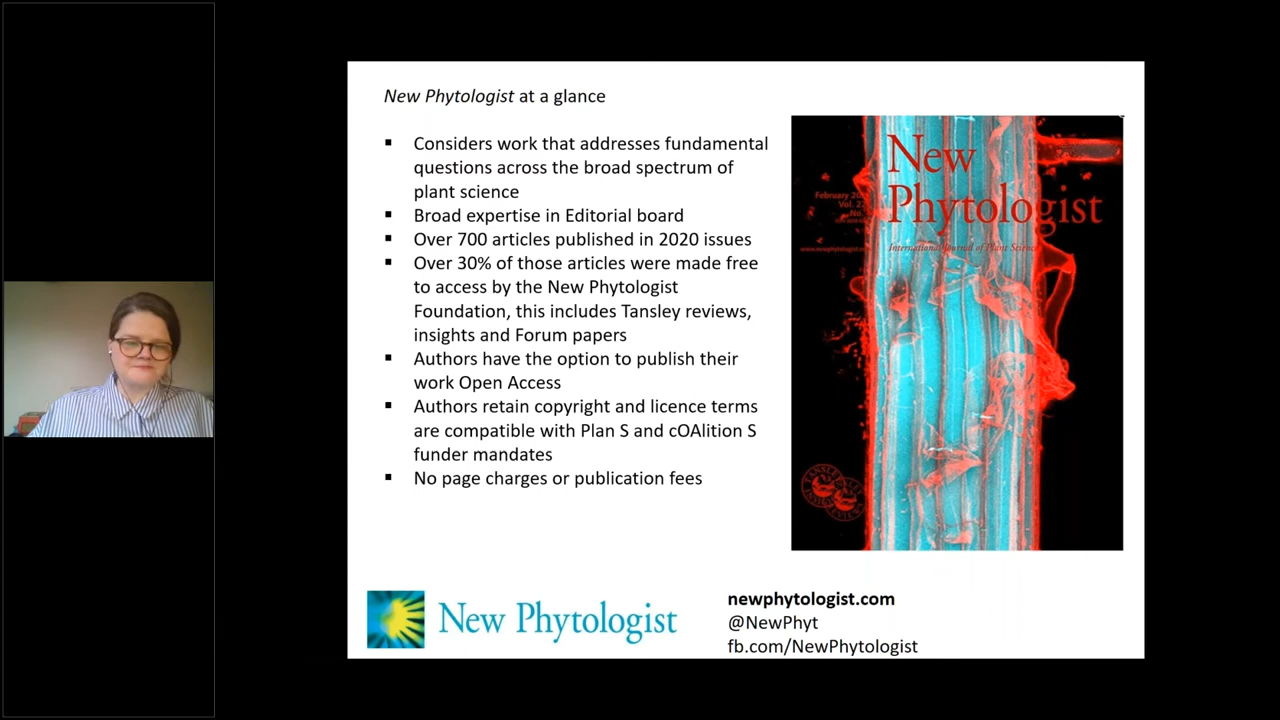 New Phytologist at a glance
▪ Considers work that addresses fundamental
questions across the broad spectrum of
plant science
▪ Broad expertise in Editorial board
▪ Over 700 articles published in 2020 issues
▪ Over 30% of those articles were made free
to access by the New Phytologist
Foundation, this includes Tansley reviews,
insights and Forum papers
▪ Authors have the option to publish their
work Open Access
▪ Authors retain copyright and licence terms
are compatible with Plan S and cOAlition S
funder mandates
▪ No page charges or publication fees
New
Phytologist
February
Vol.
No.
International Journal of Plant Science
New Phytologist
newphytologist.com
@NewPhyt
fb.com/NewPhytologist